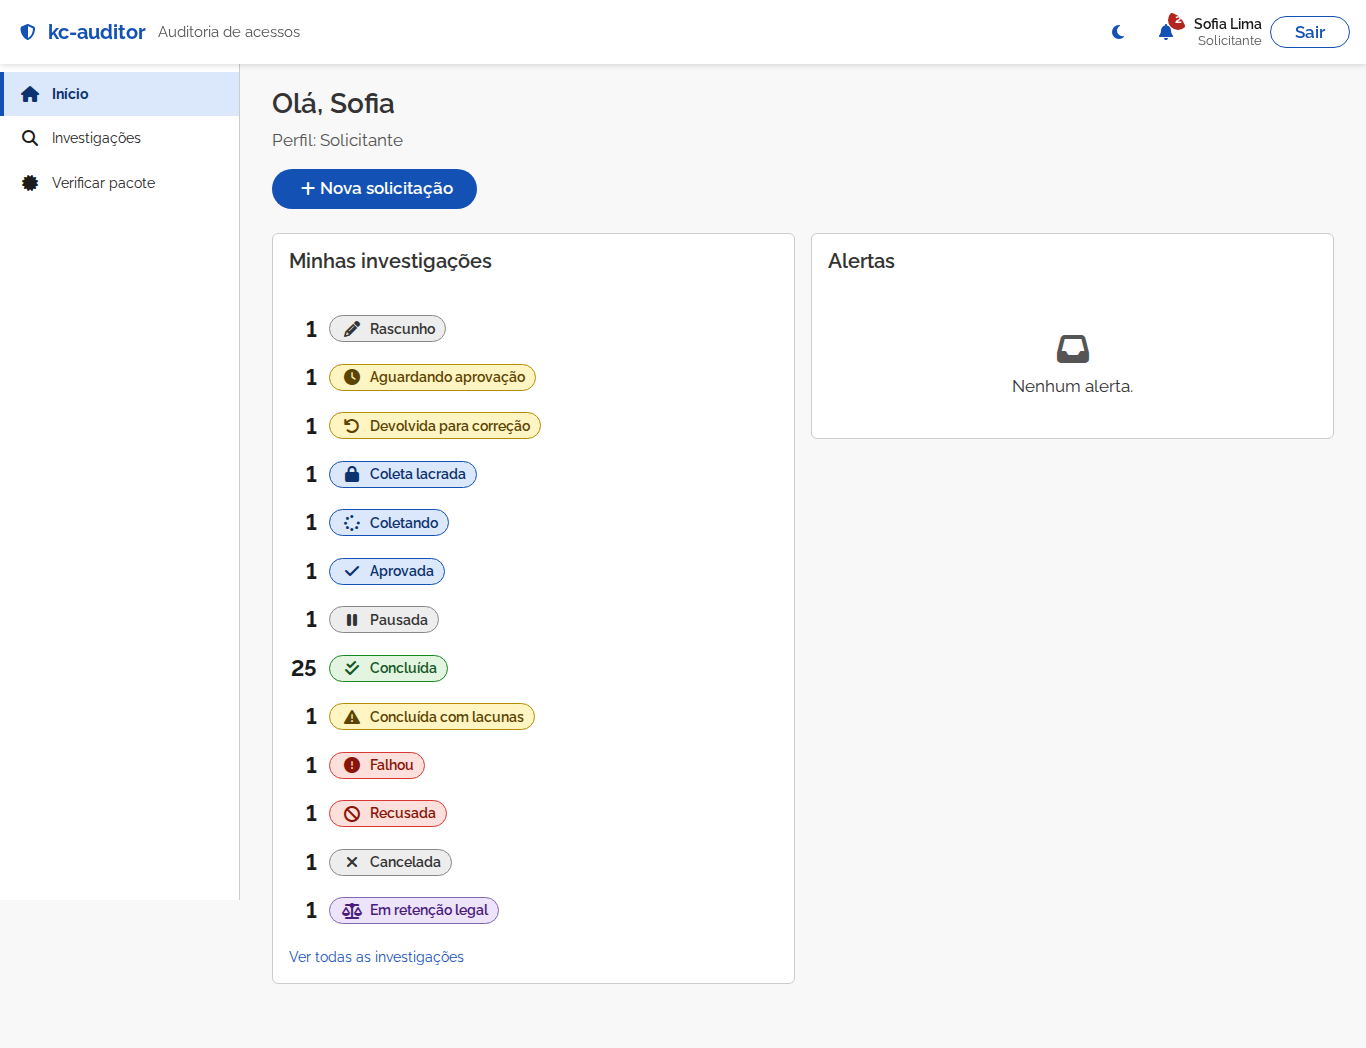 kc-auditor Auditoria de acessos
2
Sofia Lima
Solicitante
Sair
Início
Investigações
Verificar pacote
Olá, Sofia
Perfil: Solicitante
Nova solicitação
Minhas investigações
1 Rascunho
1 Aguardando aprovação
1 Devolvida para correção
1 Coleta lacrada
1 Coletando
1 Aprovada
1 Pausada
25 Concluída
1 Concluída com lacunas
1 Falhou
1 Recusada
1 Cancelada
1 Em retenção legal
Ver todas as investigações
Alertas
Nenhum alerta.